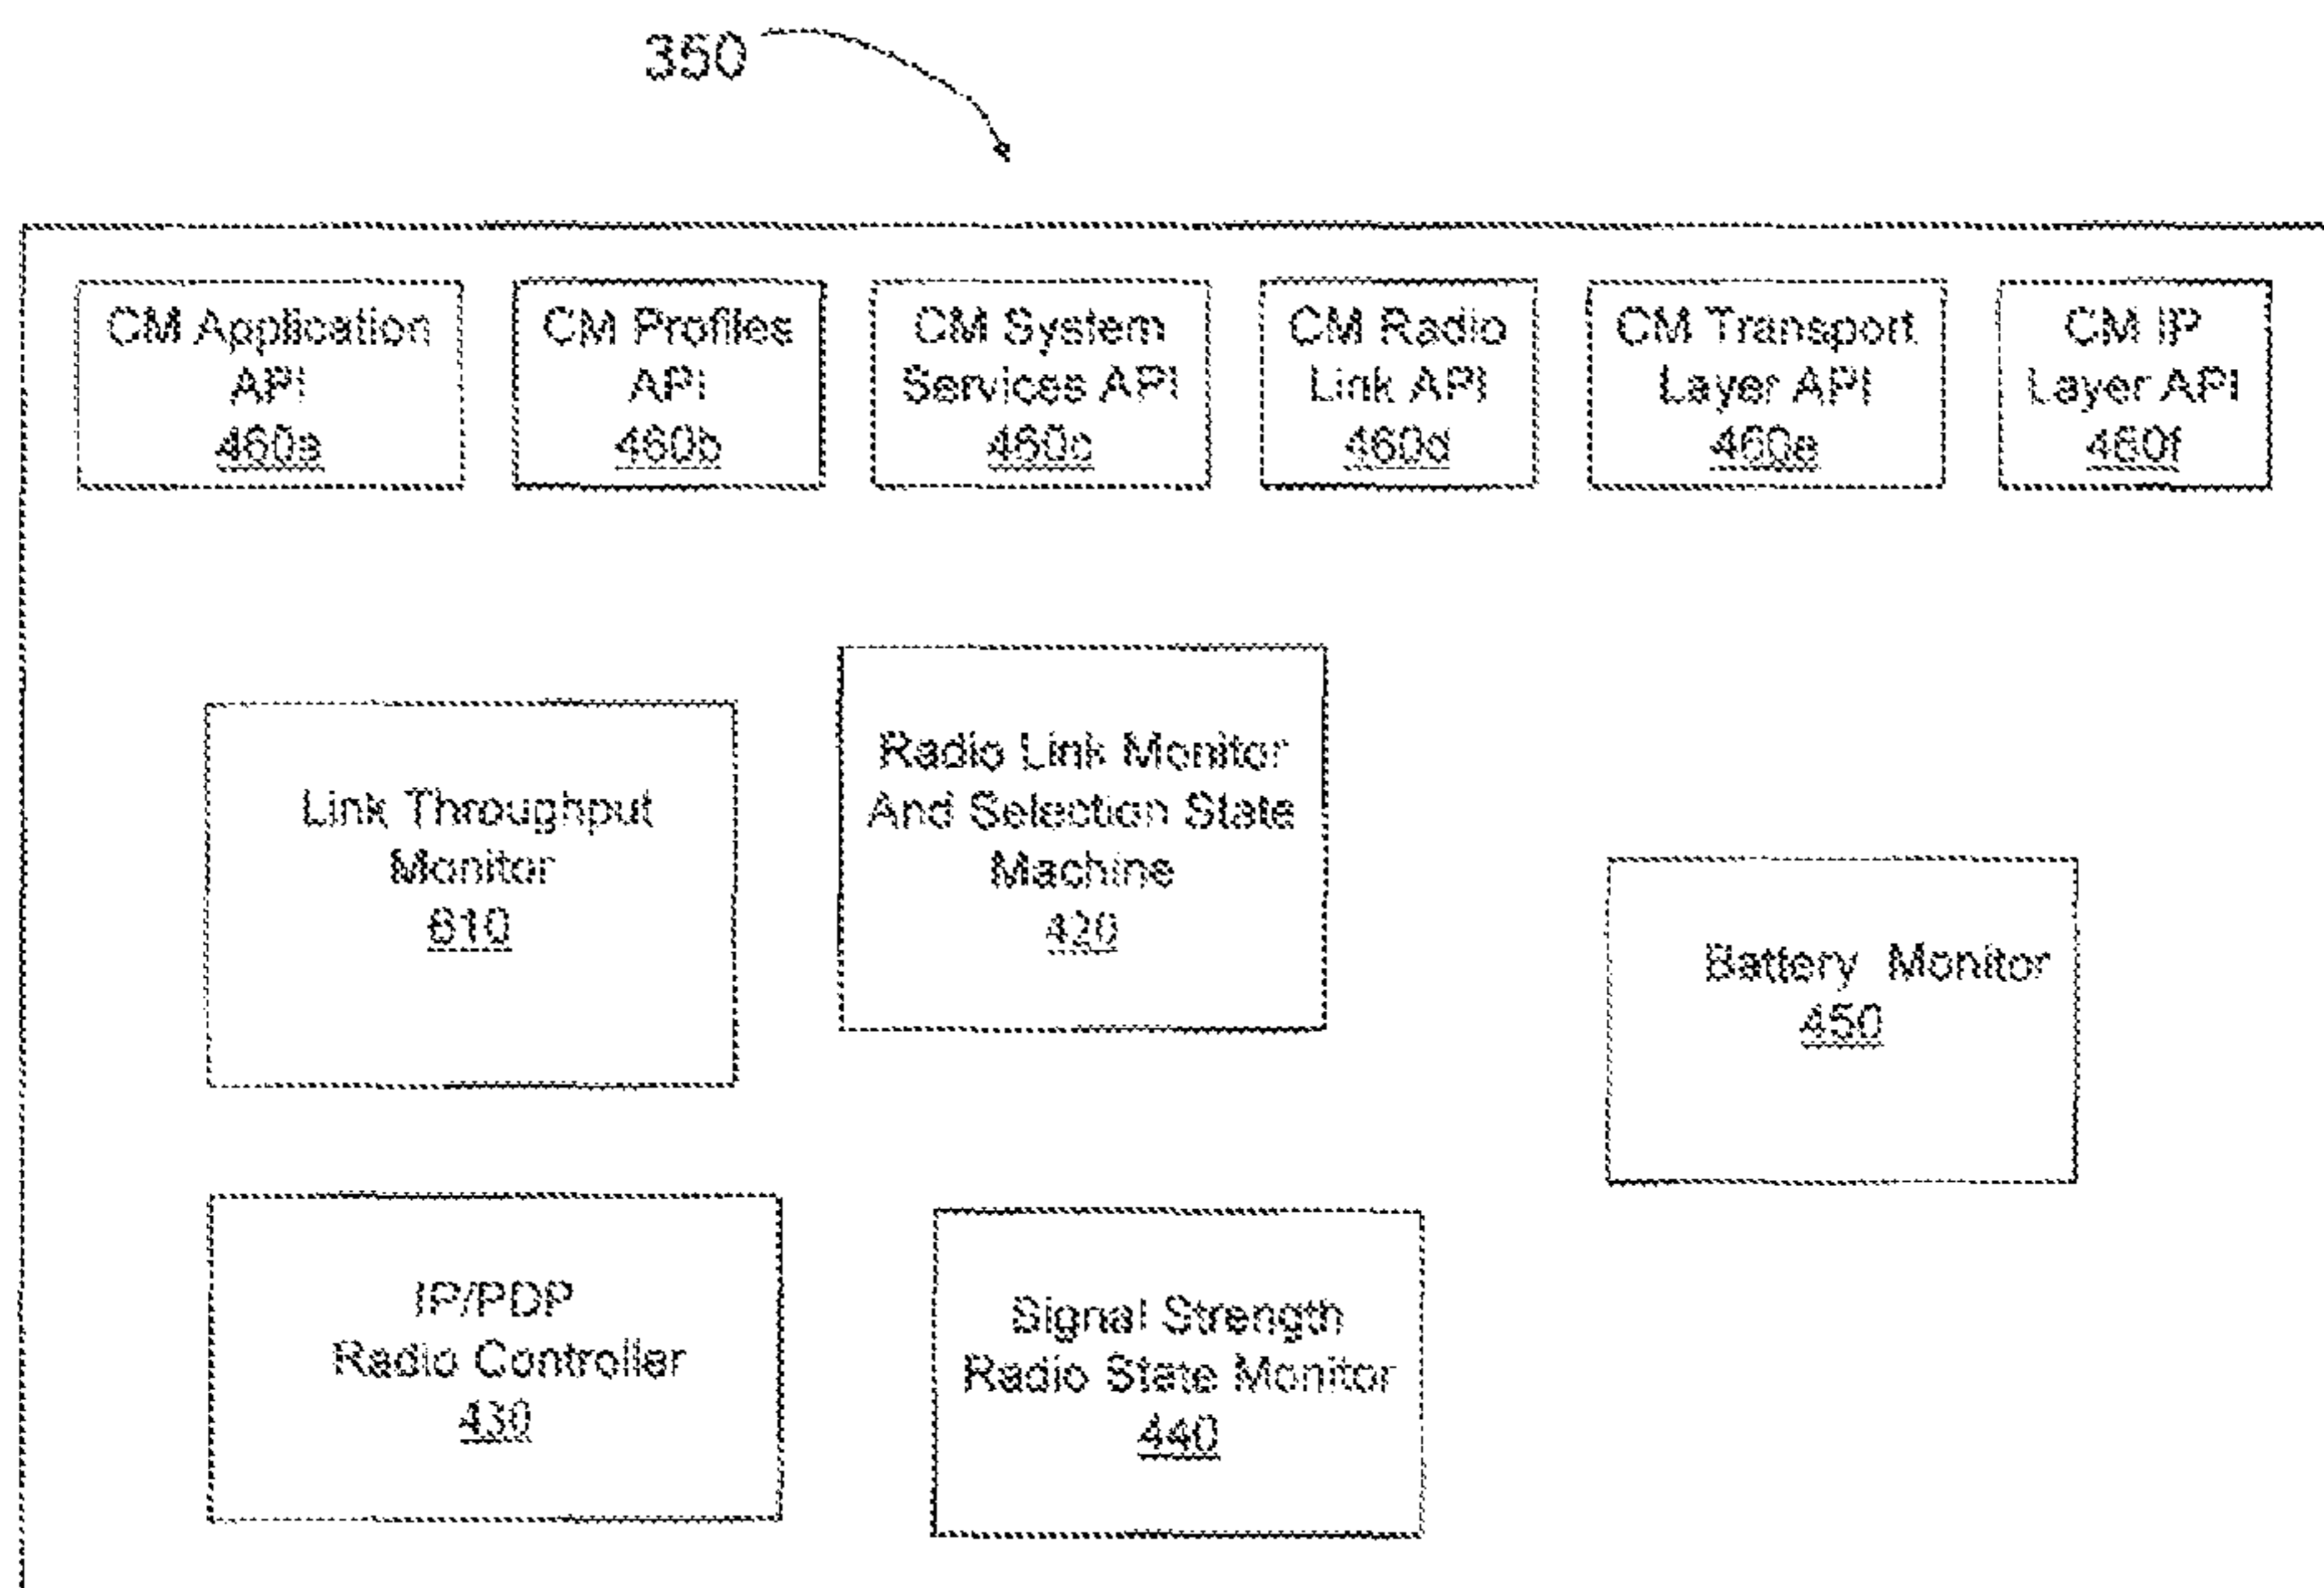 350
CM Application
API
460a
CM Profiles
API
460b
CM System
Services API
460c
CM Radio
Link API
460d
CM Transport
Layer API
460e
CM IP
Layer API
460f
Link Throughput
Monitor
610
Radio Link Monitor
And Selection State
Machine
420
Battery Monitor
450
IP/PDP
Radio Controller
430
Signal Strength
Radio State Monitor
440